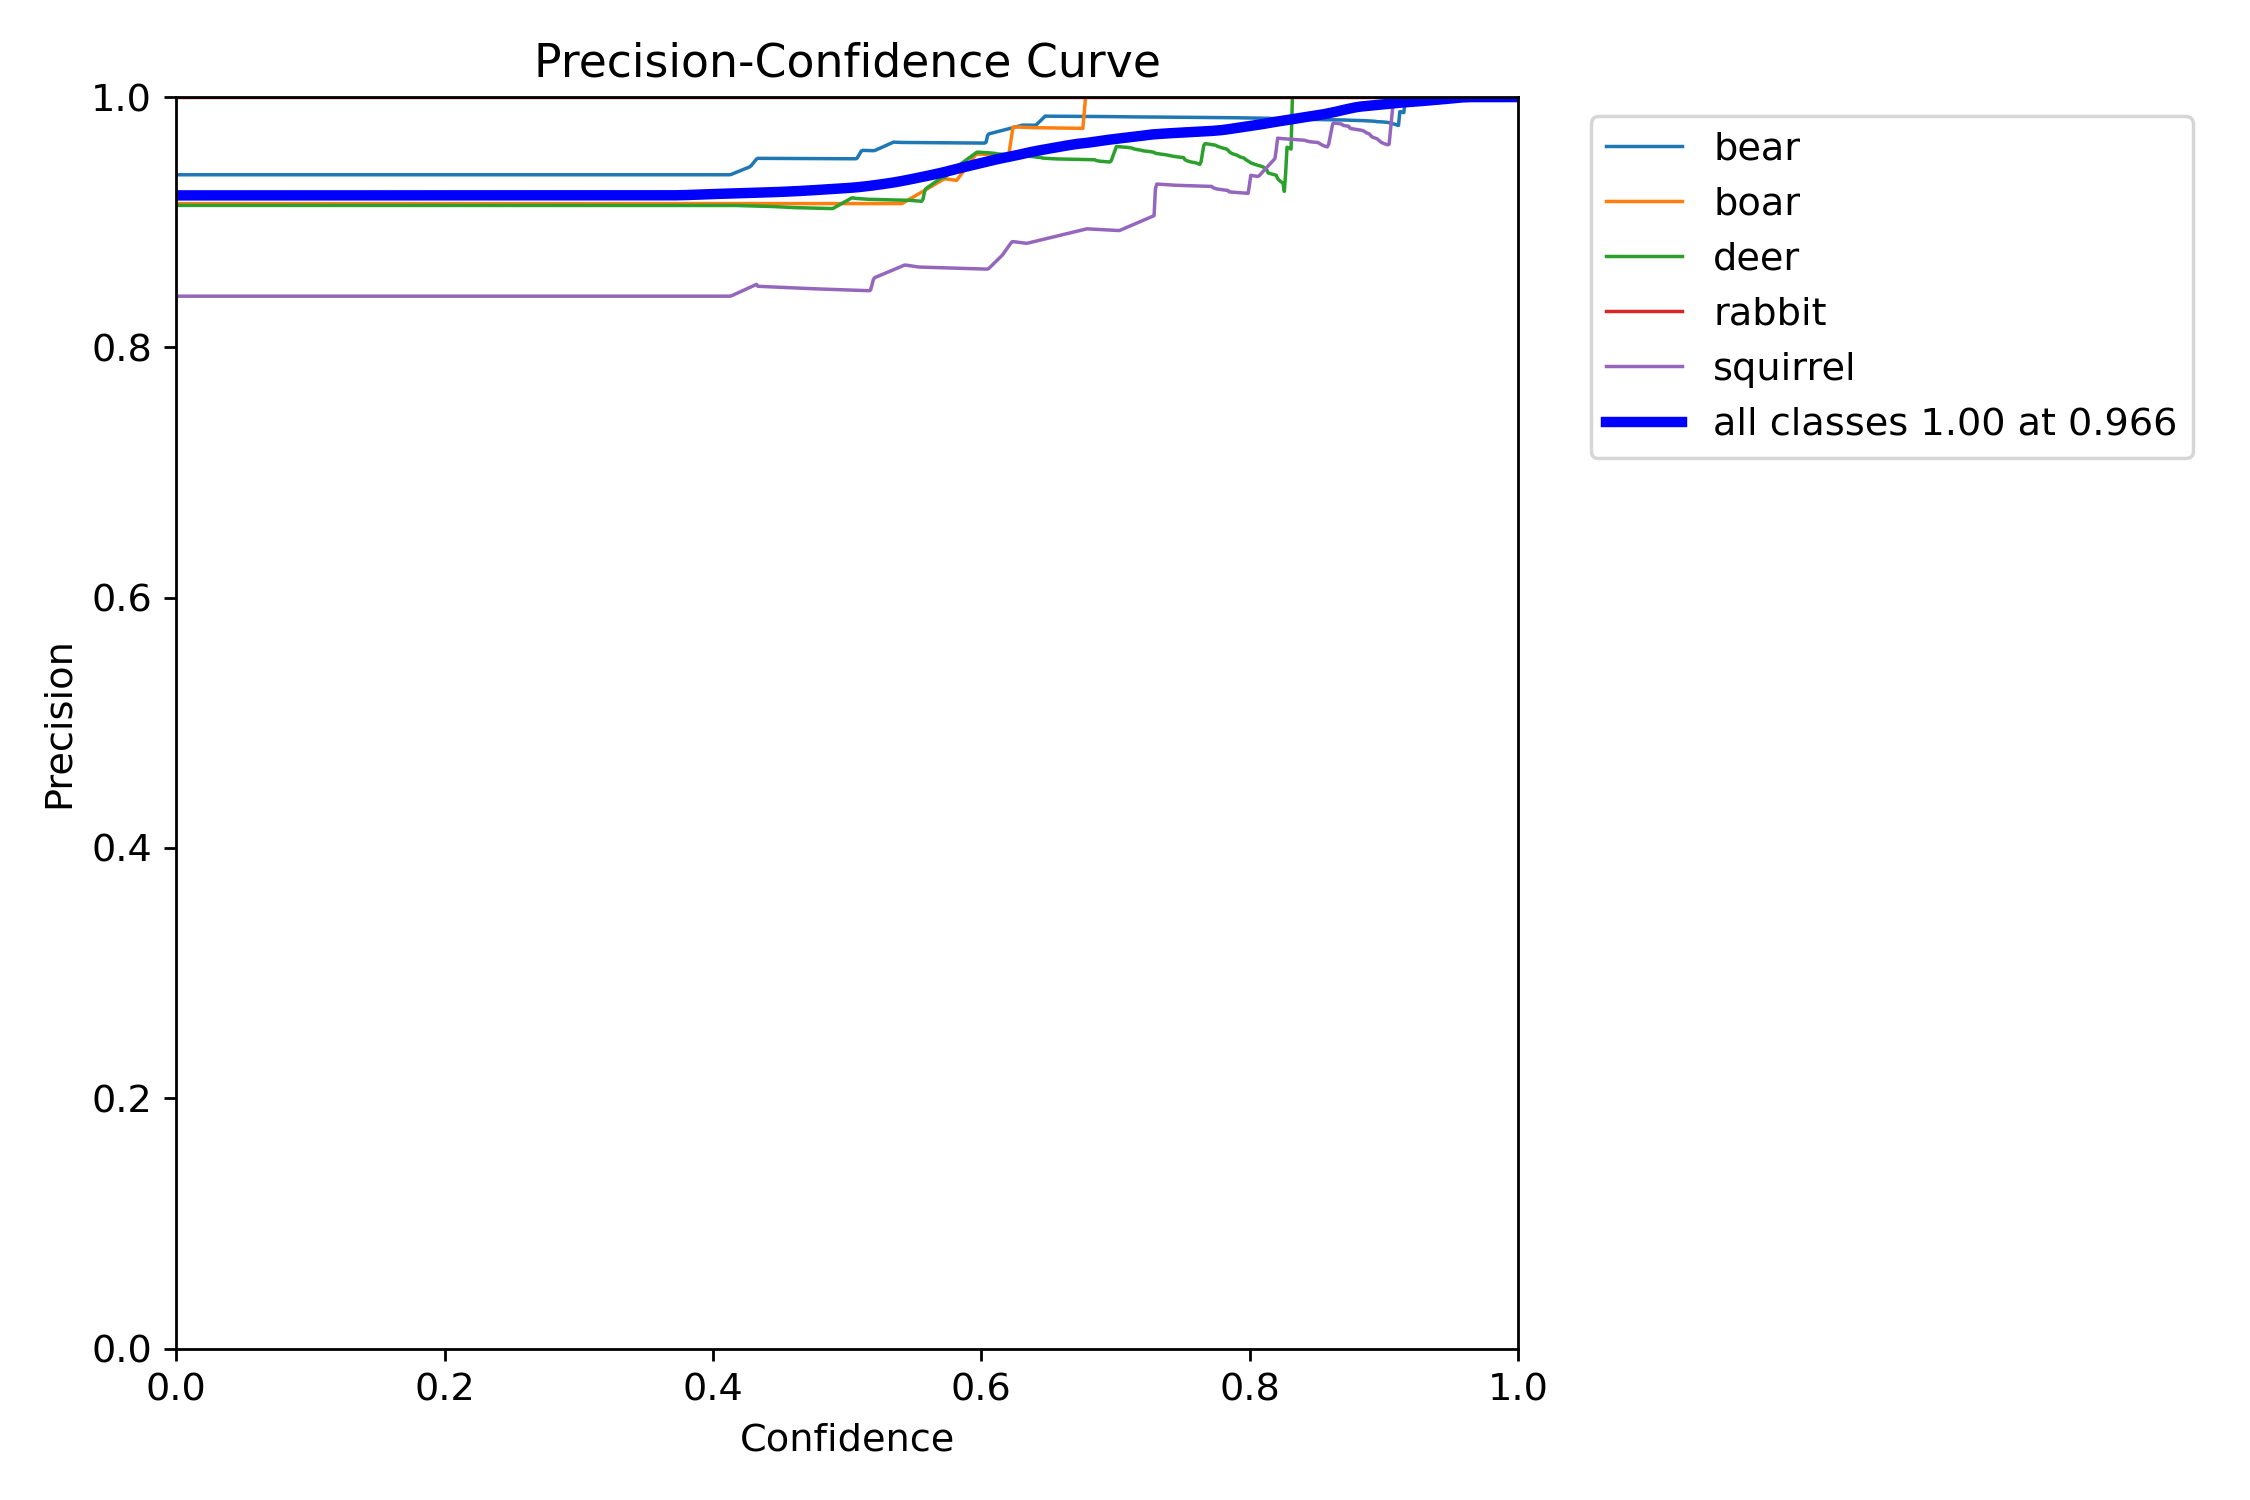 Precision-Confidence Curve
1.0
0.8
0.6
0.4
0.2
0.0
Precision
0.0 0.2 0.4 0.6 0.8 1.0
Confidence
bear
boar
deer
rabbit
squirrel
all classes 1.00 at 0.966